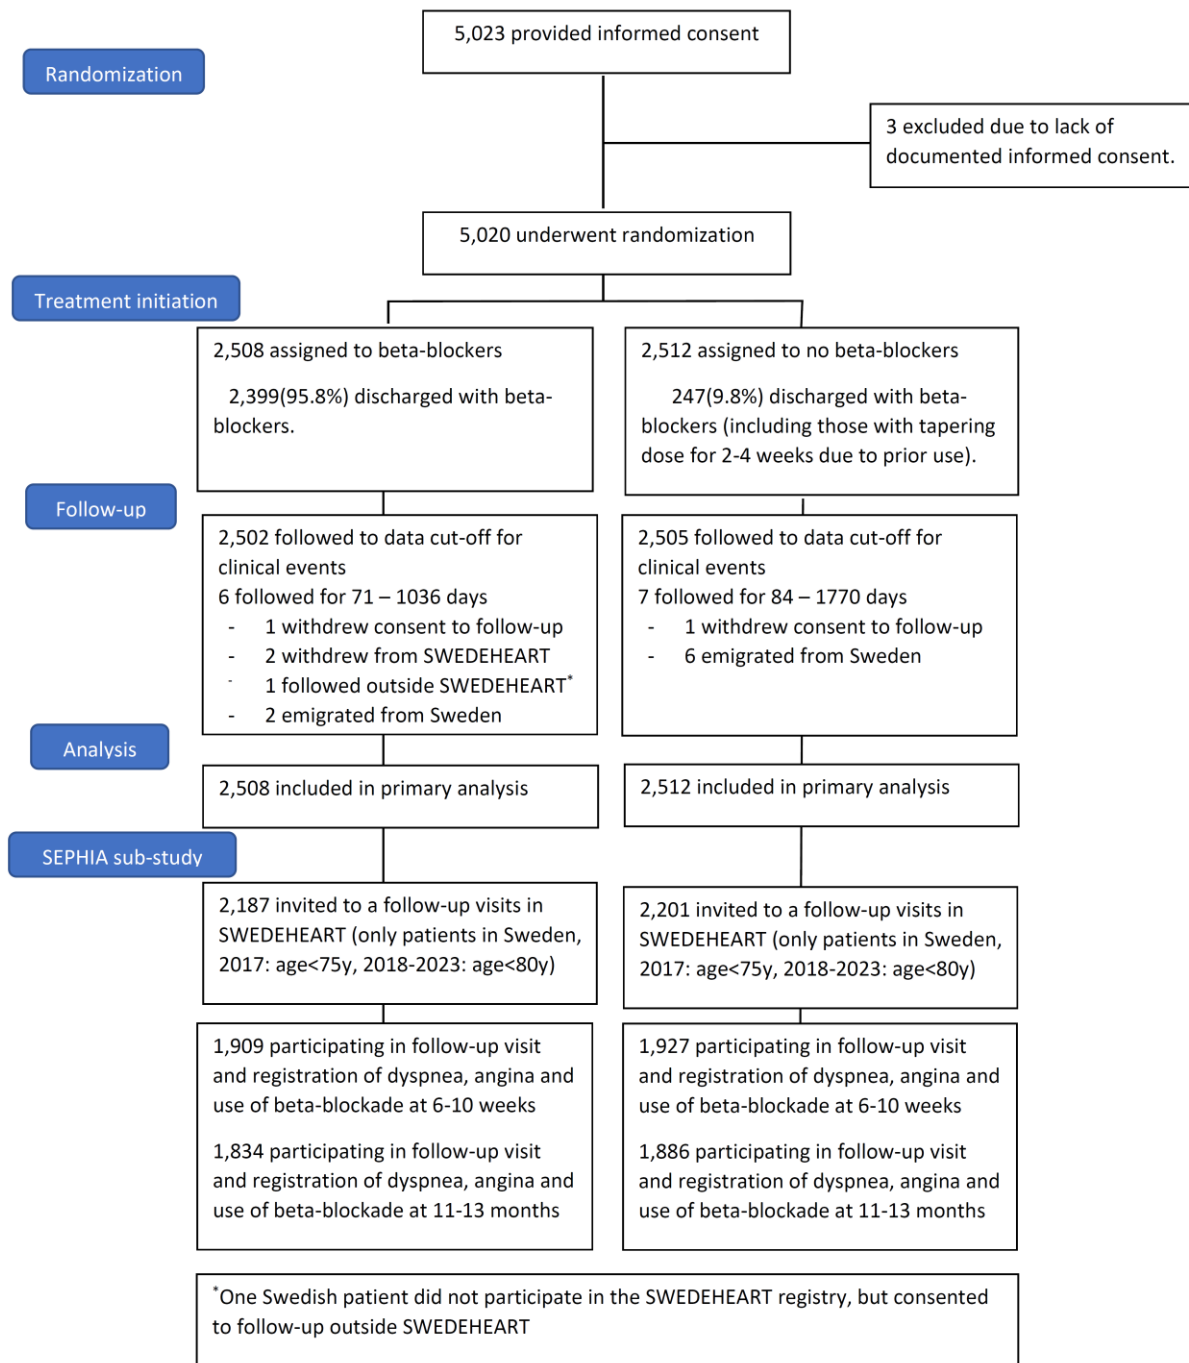 5,023 provided informed consent
Randomization
3 excluded due to lack of
documented informed consent.
5,020 underwent randomization
Treatment initiation
2,508 assigned to beta-blockers
2,399(95.8%) discharged with beta-
blockers.
2,512 assigned to no beta-blockers
247(9.8%) discharged with beta-
blockers (including those with tapering
dose for 2-4 weeks due to prior use).
Follow-up
2,502 followed to data cut-off for
clinical events
6 followed for 71 – 1036 days
- 1 withdrew consent to follow-up
- 2 withdrew from SWEDEHEART
- 1 followed outside SWEDEHEART*
- 2 emigrated from Sweden
2,505 followed to data cut-off for
clinical events
7 followed for 84 – 1770 days
- 1 withdrew consent to follow-up
- 6 emigrated from Sweden
Analysis
2,508 included in primary analysis
2,512 included in primary analysis
SEPHIA sub-study
2,187 invited to a follow-up visits in
SWEDEHEART (only patients in Sweden,
2017: age<75y, 2018-2023: age<80y)
2,201 invited to a follow-up visits in
SWEDEHEART (only patients in Sweden,
2017: age<75y, 2018-2023: age<80y)
1,909 participating in follow-up visit
and registration of dyspnea, angina and
use of beta-blockade at 6-10 weeks
1,834 participating in follow-up visit
and registration of dyspnea, angina and
use of beta-blockade at 11-13 months
1,927 participating in follow-up visit
and registration of dyspnea, angina and
use of beta-blockade at 6-10 weeks
1,886 participating in follow-up visit
and registration of dyspnea, angina and
use of beta-blockade at 11-13 months
*One Swedish patient did not participate in the SWEDEHEART registry, but consented
to follow-up outside SWEDEHEART